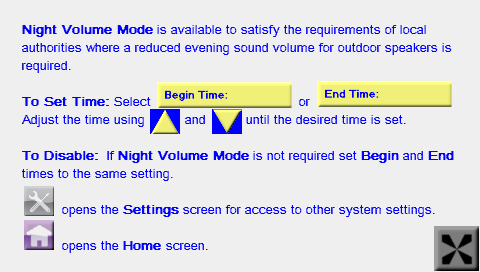 Night Volume Mode is available to satisfy the requirements of local
authorities where a reduced evening sound volume for outdoor speakers is
required.
To Set Time: Select Begin Time: or End Time:
Adjust the time using and until the desired time is set.
To Disable: If Night Volume Mode is not required set Begin and End
times to the same setting.
opens the Settings screen for access to other system settings.
opens the Home screen.